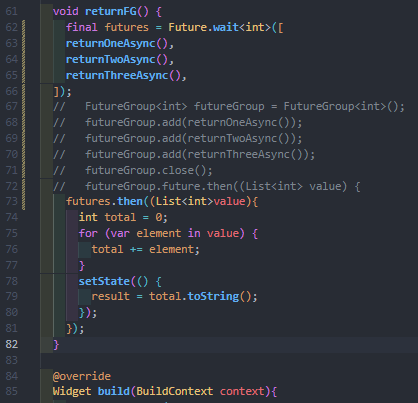 61 void returnFG() {
62 final futures = Future.wait<int>([
63 returnOneAsync(),
64 returnTwoAsync(),
65 returnThreeAsync(),
66 ]);
67 // FutureGroup<int> futureGroup = FutureGroup<int>();
68 // futureGroup.add(returnOneAsync());
69 // futureGroup.add(returnTwoAsync());
70 // futureGroup.add(returnThreeAsync());
71 // futureGroup.close();
72 // futureGroup.future.then((List<int> value) {
73 futures.then((List<int>value){
74 int total = 0;
75 for (var element in value) {
76 total += element;
77 }
78 setState(() {
79 result = total.toString();
80 });
81 });
82 }
83
84 @override
85 Widget build(BuildContext context){